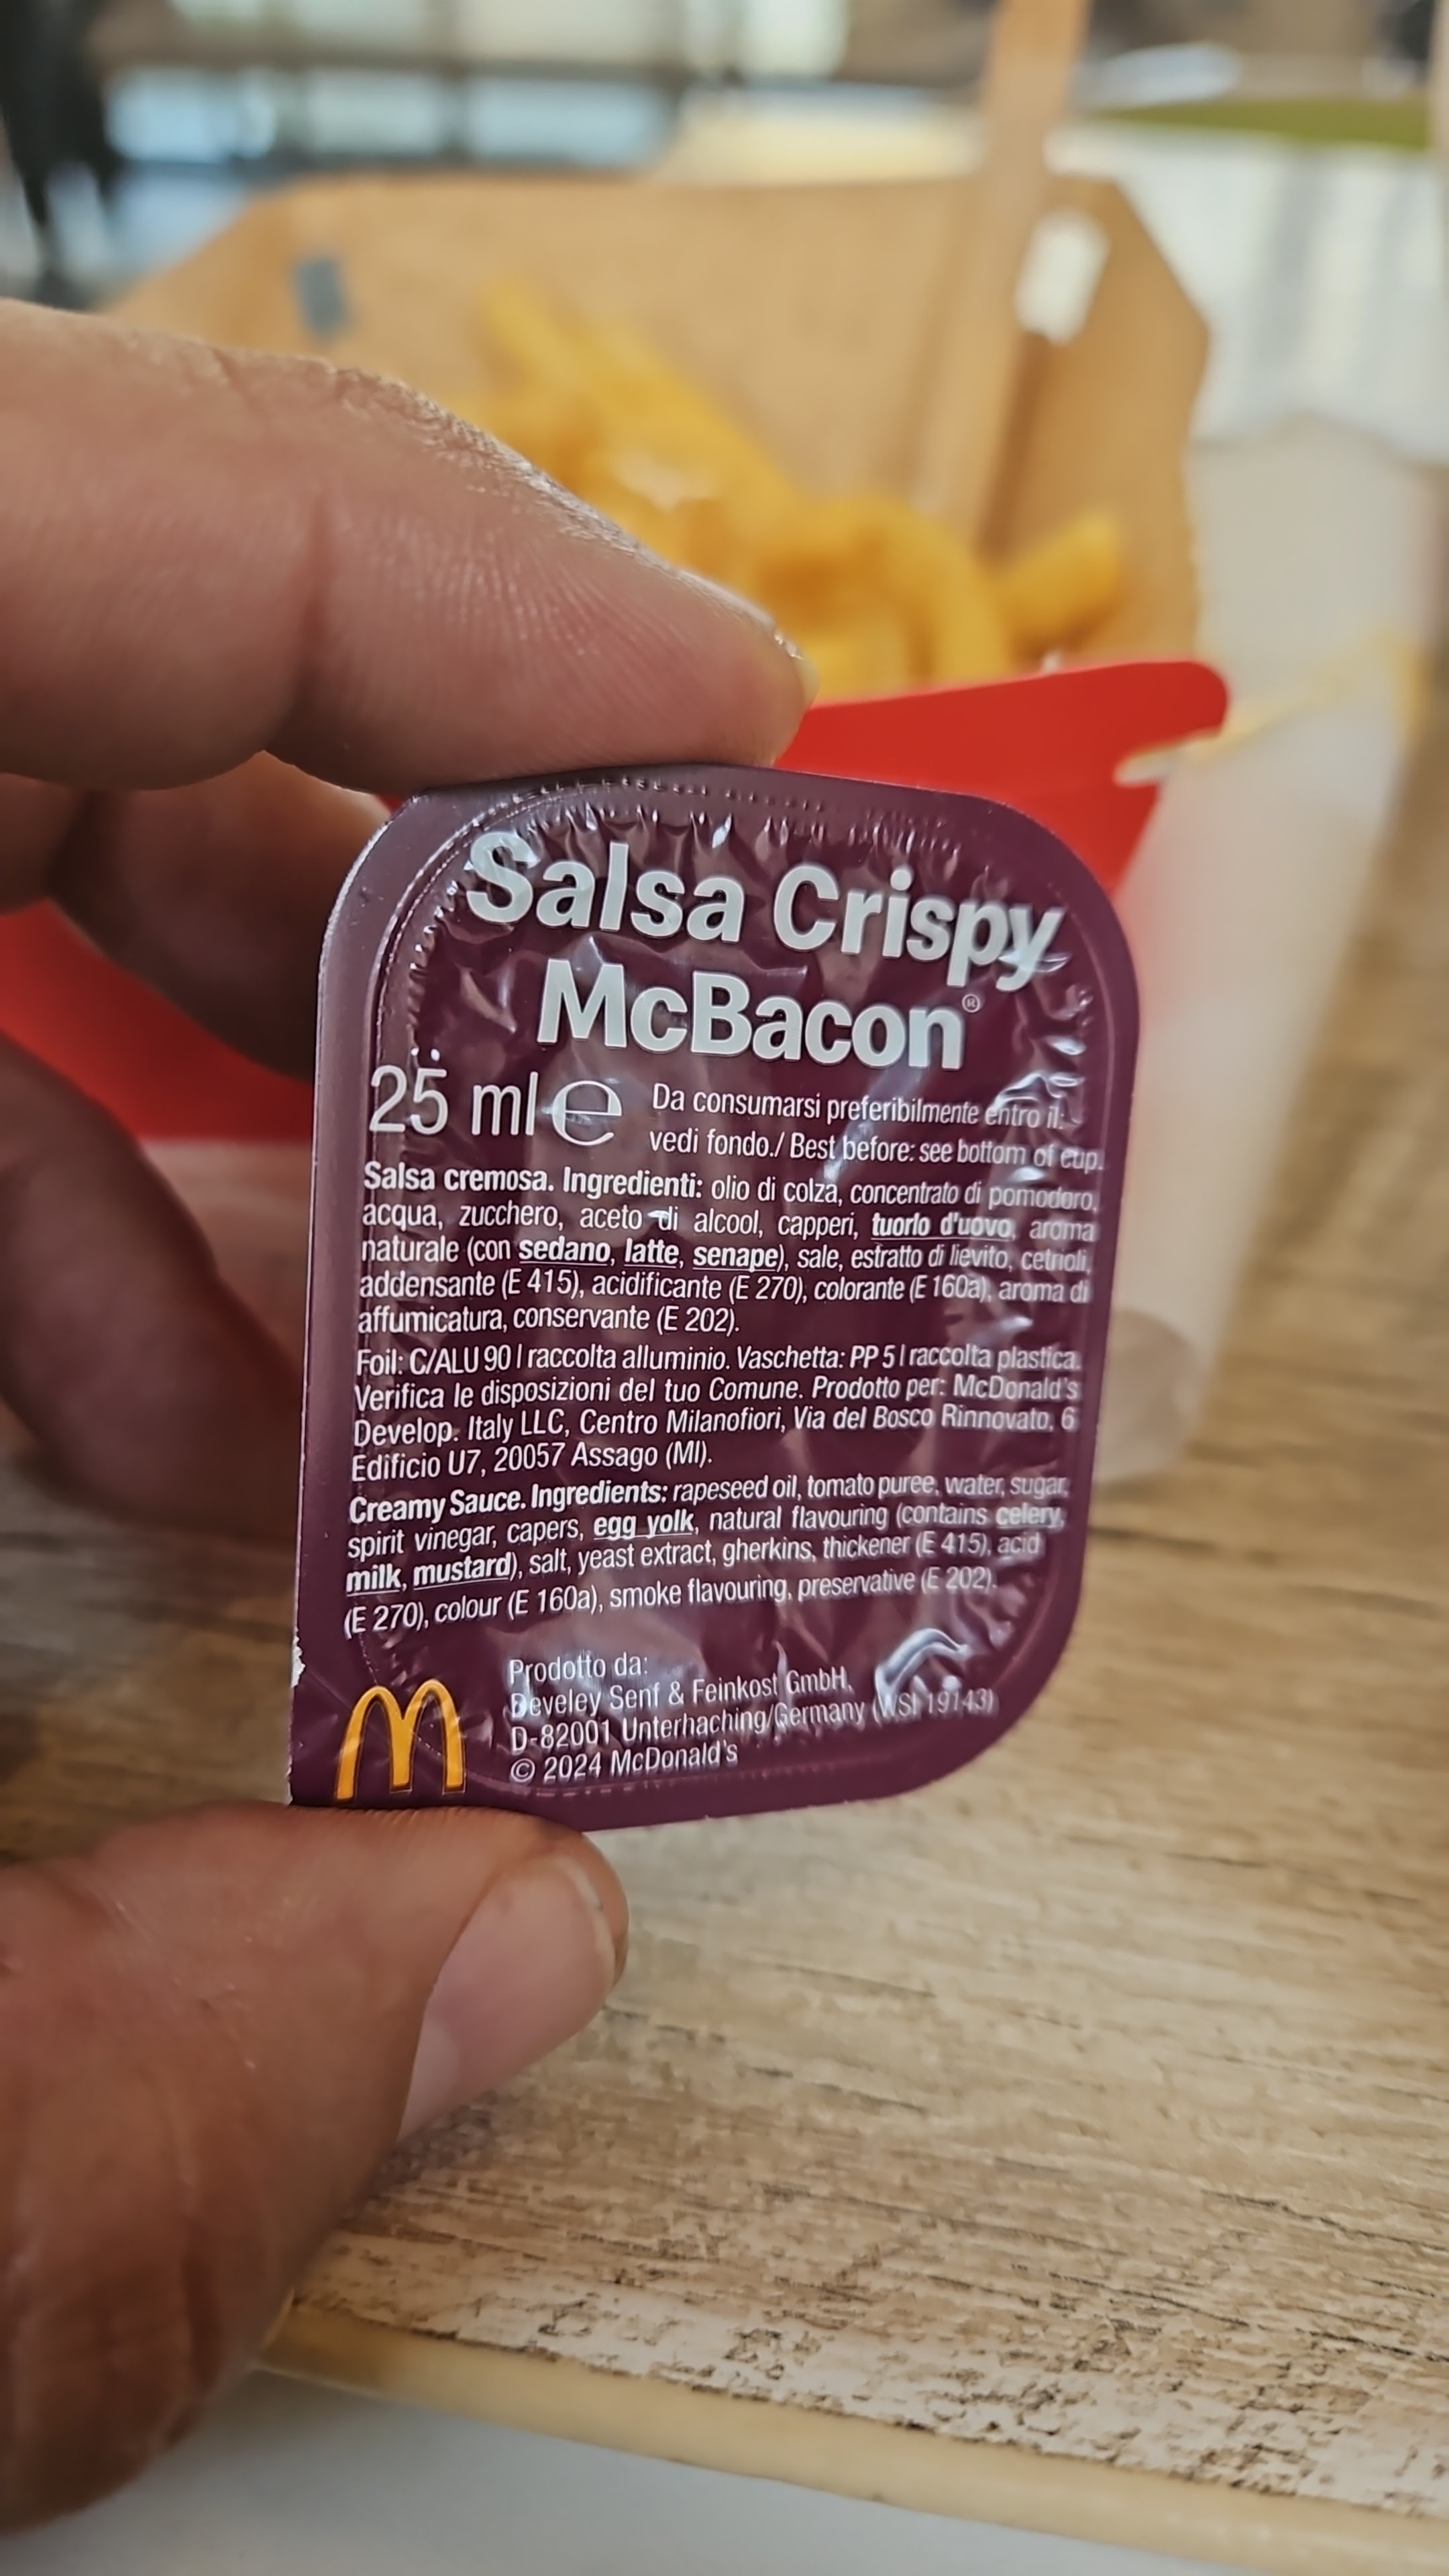 Salsa Crispy
McBacon®
25 ml ℮
Da consumarsi preferibilmente entro il:
vedi fondo./ Best before: see bottom of cup.
Salsa cremosa. Ingredienti: olio di colza, concentrato di pomodoro,
acqua, zucchero, aceto di alcool, capperi, tuorlo d'uovo, aroma
naturale (con sedano, latte, senape), sale, estratto di lievito, cetrioli,
addensante (E 415), acidificante (E 270), colorante (E 160a), aroma di
affumicatura, conservante (E 202).
Foil: C/ALU 90 I raccolta alluminio. Vaschetta: PP 5 I raccolta plastica.
Verifica le disposizioni del tuo Comune. Prodotto per: McDonald's
Develop. Italy LLC, Centro Milanofiori, Via del Bosco Rinnovato, 6
Edificio U7, 20057 Assago (MI).
Creamy Sauce. Ingredients: rapeseed oil, tomato puree, water, sugar,
spirit vinegar, capers, egg yolk, natural flavouring (contains celery,
milk, mustard), salt, yeast extract, gherkins, thickener (E 415), acid
(E 270), colour (E 160a), smoke flavouring, preservative (E 202).
Prodotto da:
Develey Senf & Feinkost GmbH,
D-82001 Unterhaching/Germany (WSI 19143)
© 2024 McDonald's